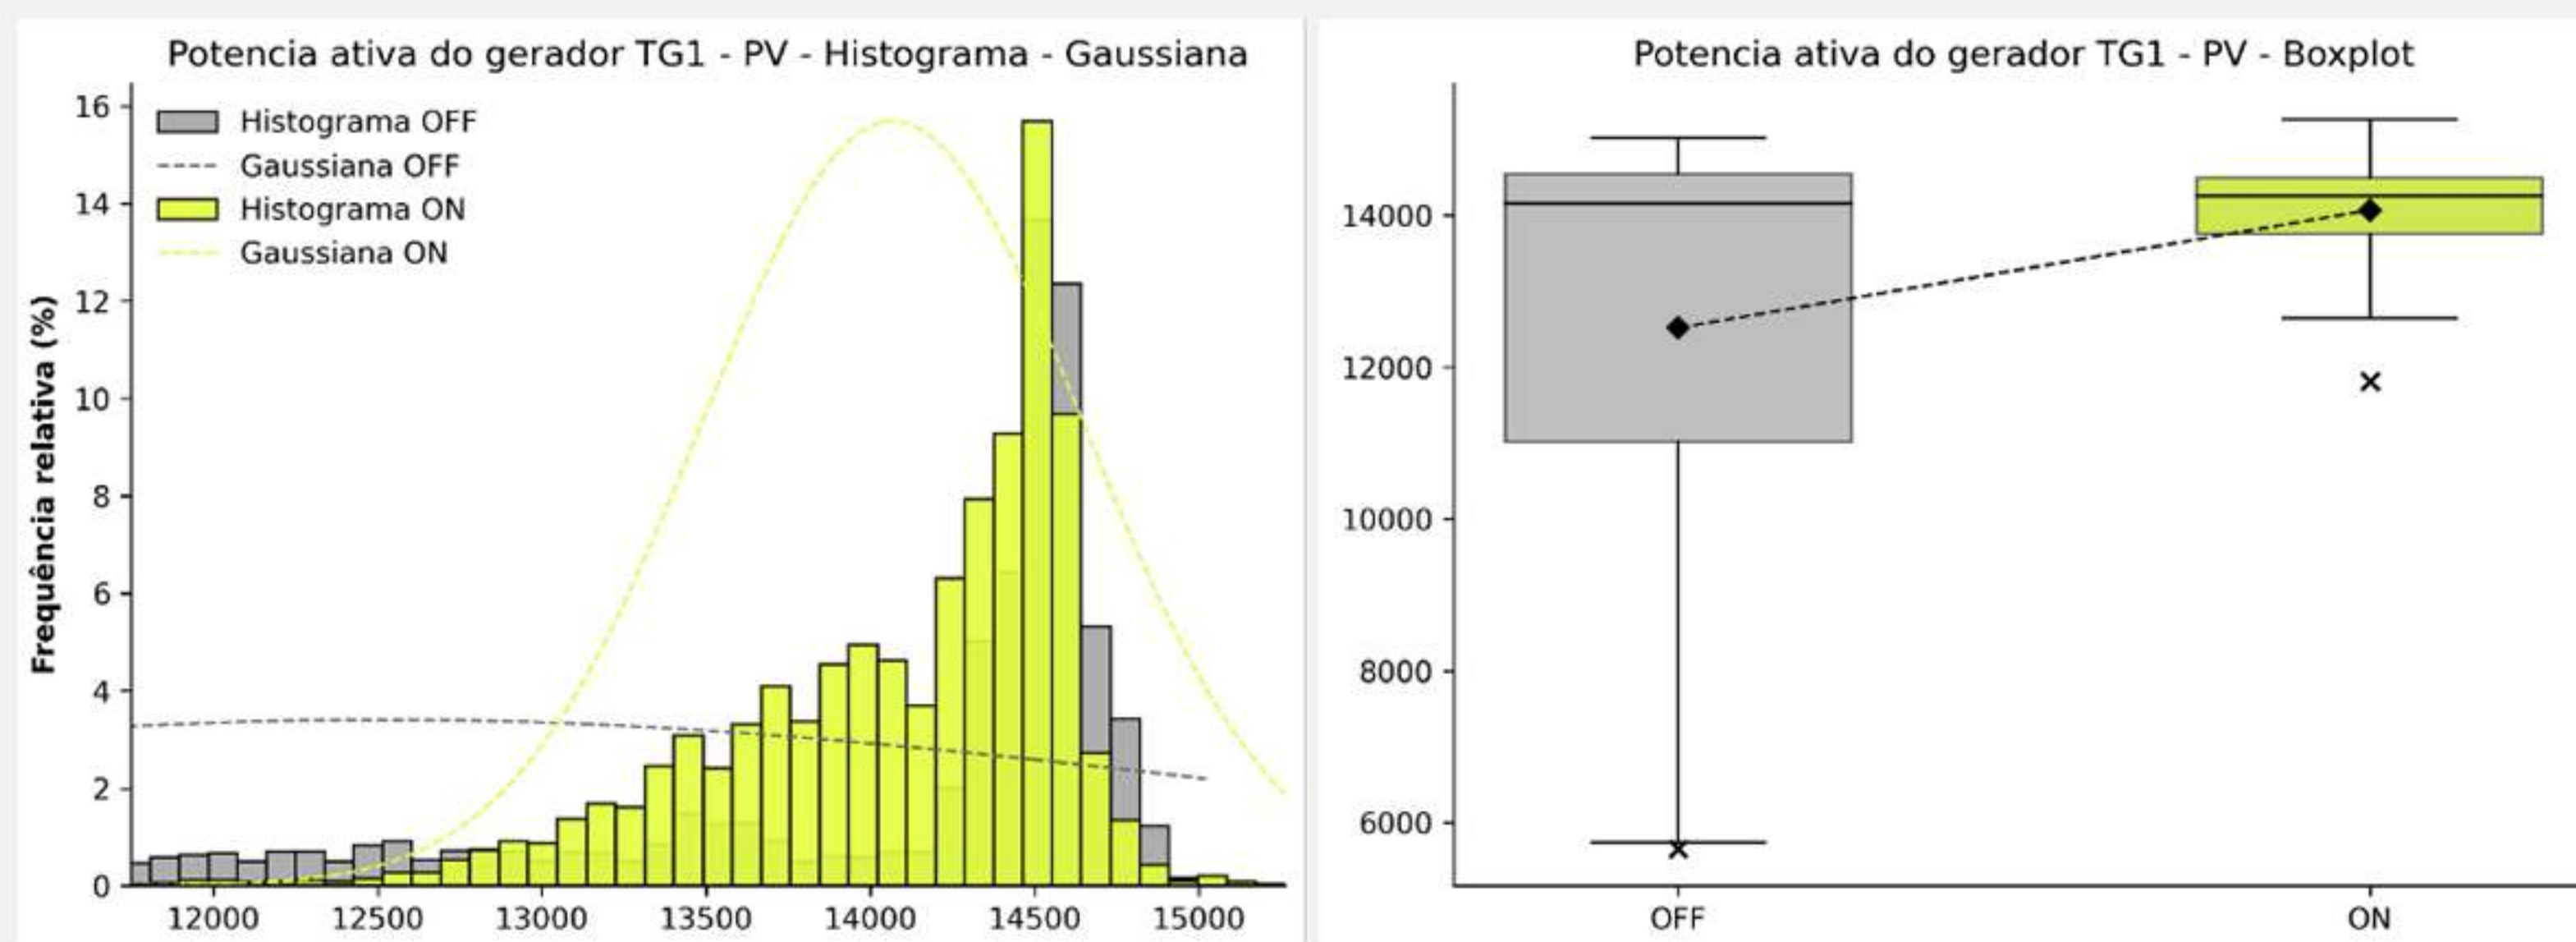 Potencia ativa do gerador TG1 - PV - Histograma - Gaussiana
Histograma OFF
Gaussiana OFF
Histograma ON
Gaussiana ON
Frequência relativa (%)
16
14
12
10
8
6
4
2
0
12000 12500 13000 13500 14000 14500 15000
Potencia ativa do gerador TG1 - PV - Boxplot
14000
12000
10000
8000
6000
OFF ON